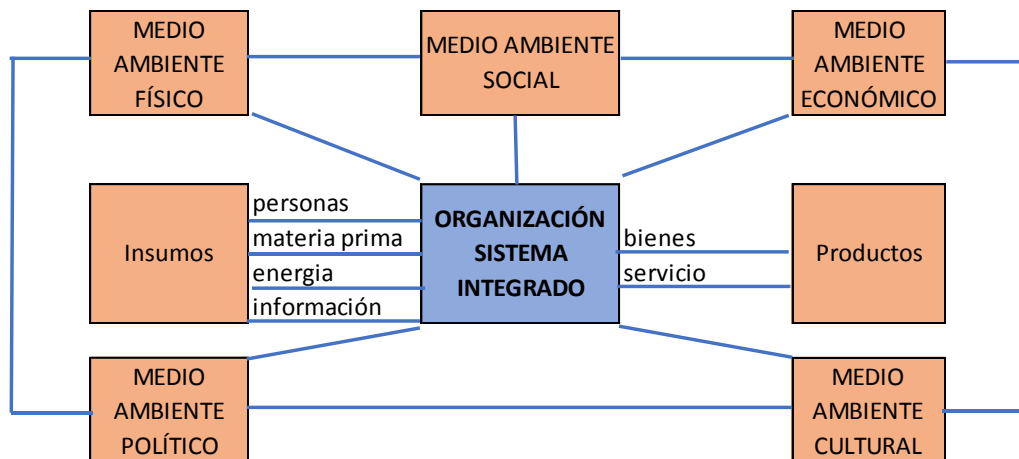 MEDIO
AMBIENTE
FÍSICO
MEDIO AMBIENTE
SOCIAL
MEDIO
AMBIENTE
ECONÓMICO
Insumos
personas
materia prima
energia
información
ORGANIZACIÓN
SISTEMA
INTEGRADO
bienes
servicio
Productos
MEDIO
AMBIENTE
POLÍTICO
MEDIO
AMBIENTE
CULTURAL